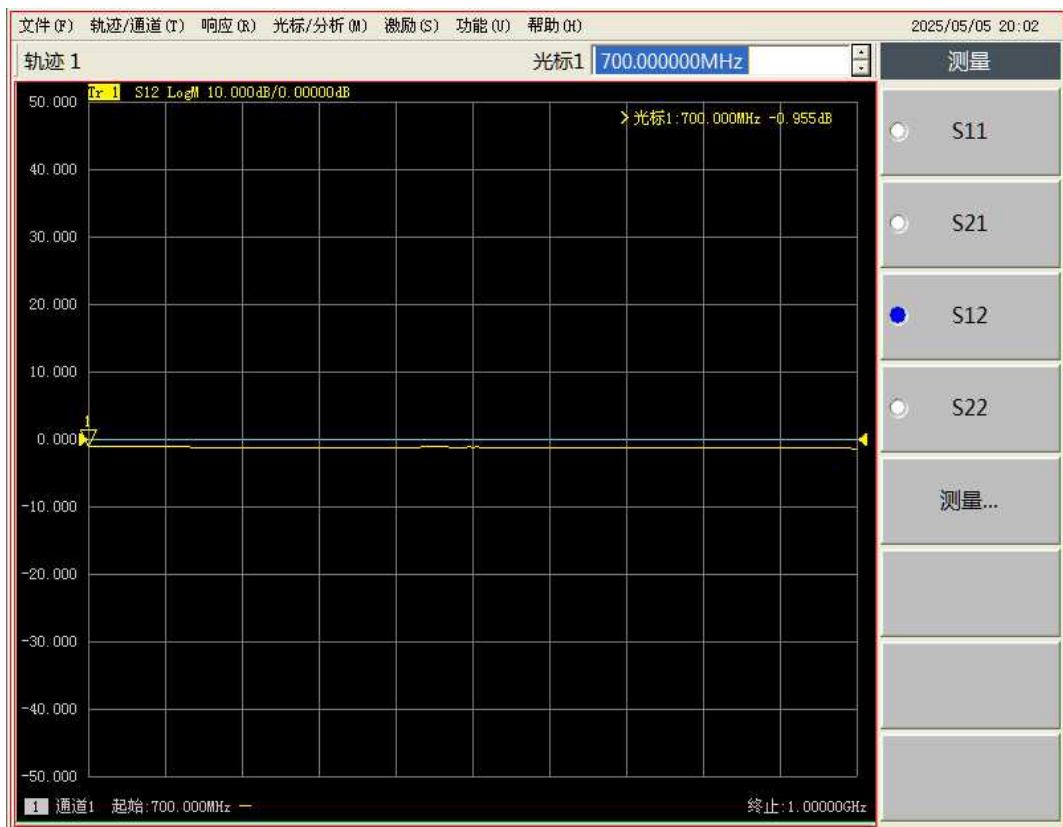 文件(F) 轨迹/通道(T) 响应(R) 光标/分析(M) 激励(S) 功能(U) 帮助(H) 2025/05/05 20:02
轨迹 1 光标1 700.000000MHz 测量
Tr 1 S12 LogM 10.000dB/0.00000dB
>光标1:700.000MHz -0.955dB
50.000
40.000
30.000
20.000
10.000
1
0.000
-10.000
-20.000
-30.000
-40.000
-50.000
1 通道1 起始:700.000MHz — 终止:1.00000GHz
S11
S21
S12
S22
测量...